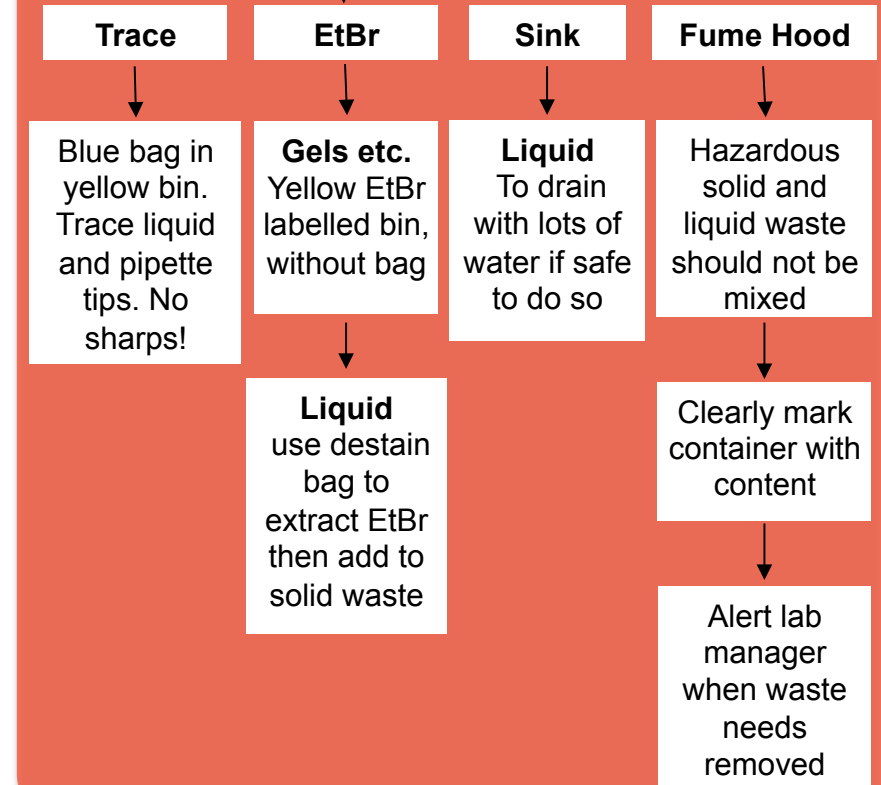 Trace
EtBr
Sink
Fume Hood
Blue bag in
yellow bin.
Trace liquid
and pipette
tips. No
sharps!
Gels etc.
Yellow EtBr
labelled bin,
without bag
Liquid
use destain
bag to
extract EtBr
then add to
solid waste
Liquid
To drain
with lots of
water if safe
to do so
Hazardous
solid and
liquid waste
should not be
mixed
Clearly mark
container with
content
Alert lab
manager
when waste
needs
removed